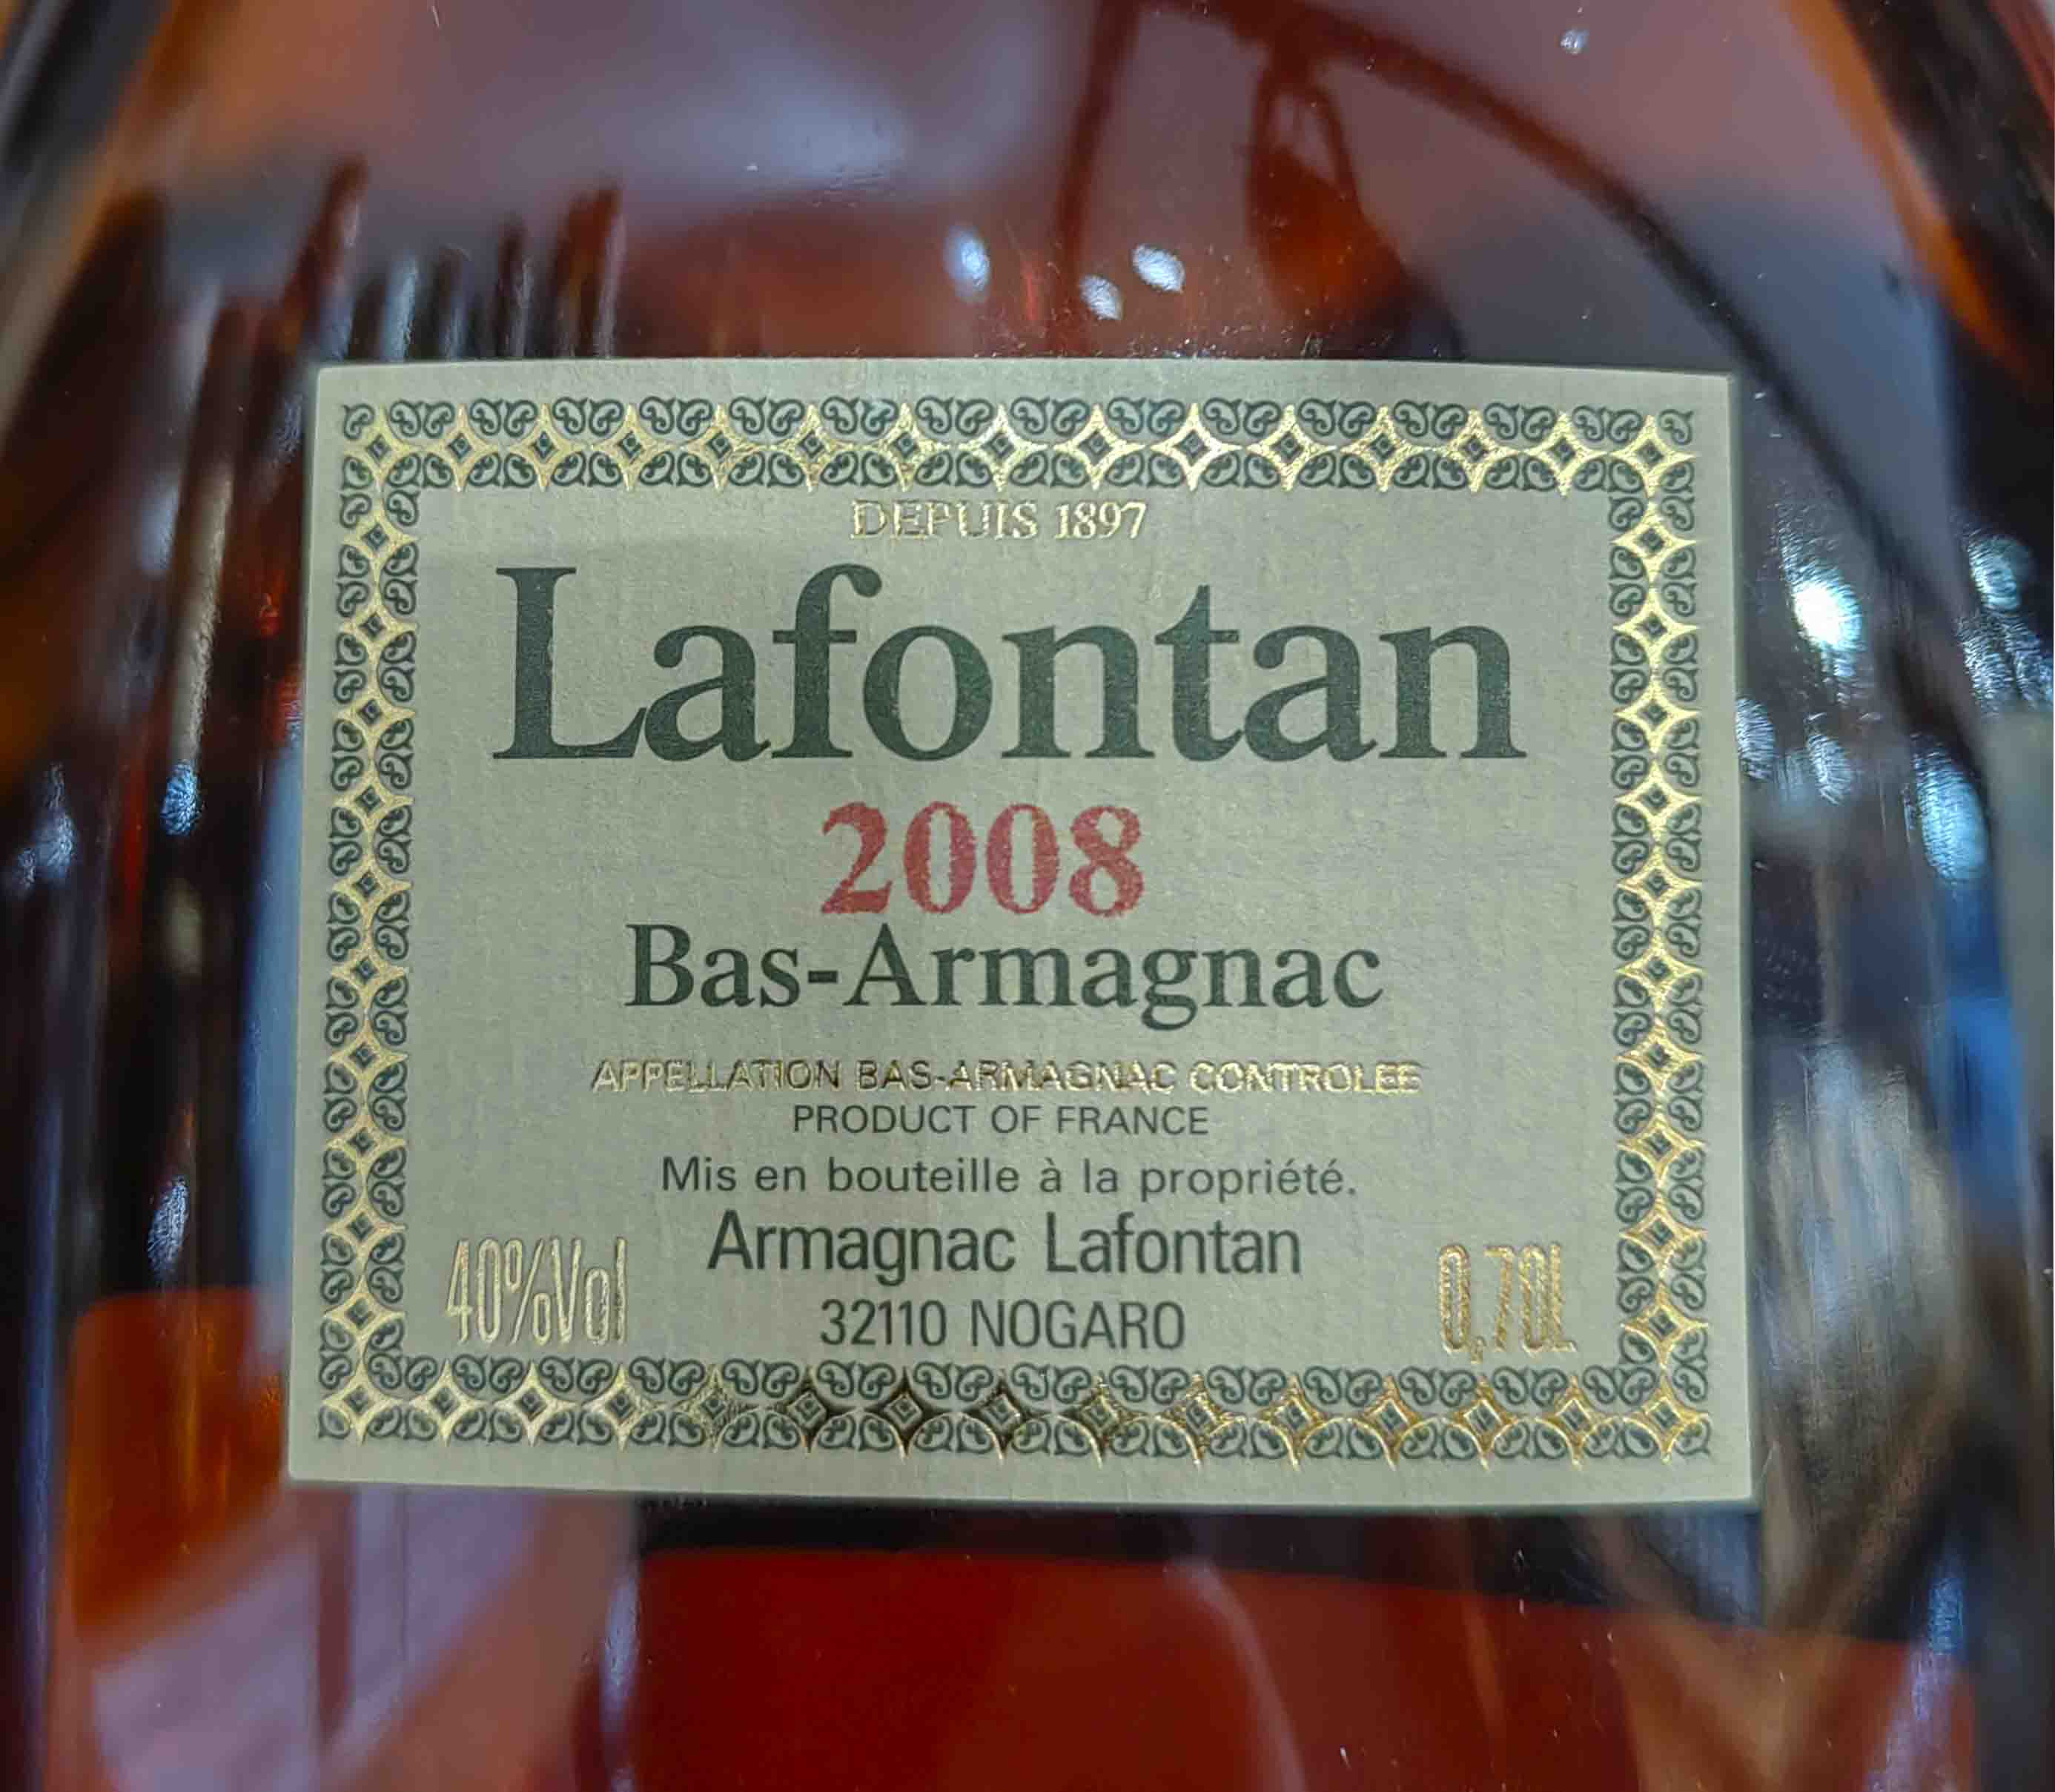 DEPUIS 1897
Lafontan
2008
Bas-Armagnac
APPELLATION BAS-ARMAGNAC CONTROLEE
PRODUCT OF FRANCE
Mis en bouteille à la propriété.
Armagnac Lafontan
40%Vol
32110 NOGARO
0,70L